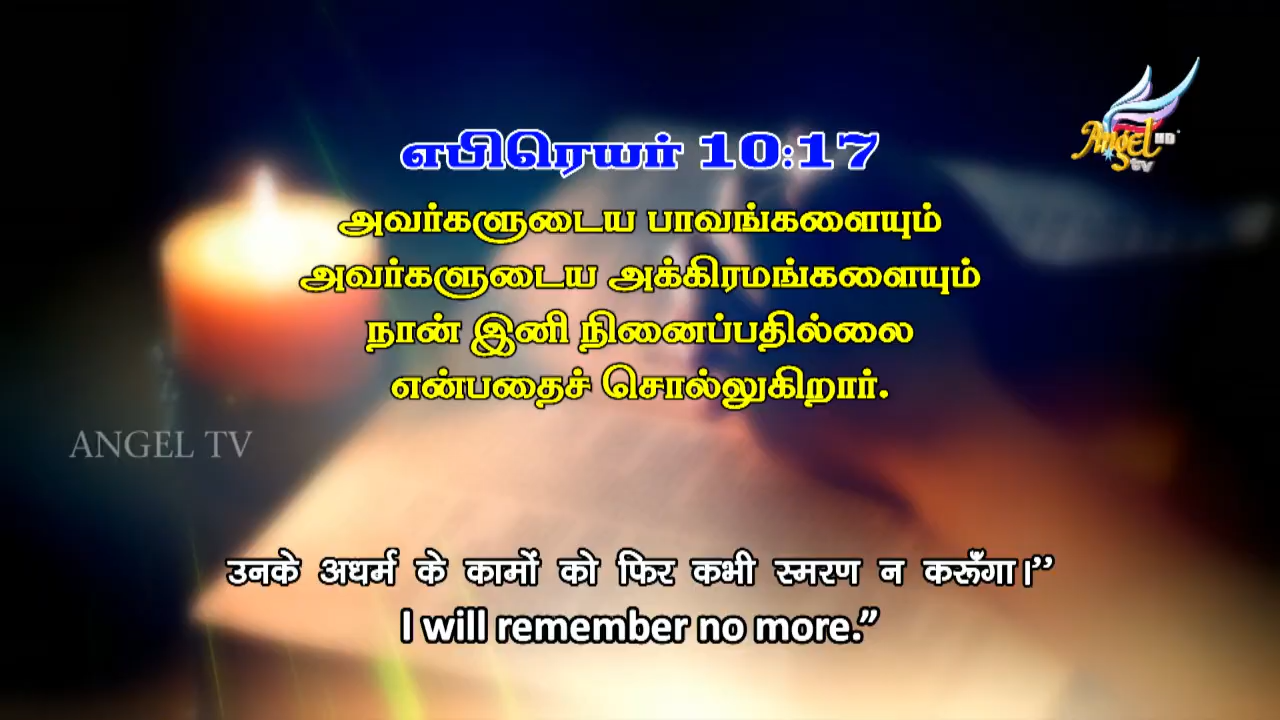 Angel HD
tv
எபிரெயர் 10:17
அவர்களுடைய பாவங்களையும்
அவர்களுடைய அக்கிரமங்களையும்
நான் இனி நினைப்பதில்லை
என்பதைச் சொல்லுகிறார்.
ANGEL TV
उनके अधर्म के कामों को फिर कभी स्मरण न करूँगा।”
I will remember no more.”